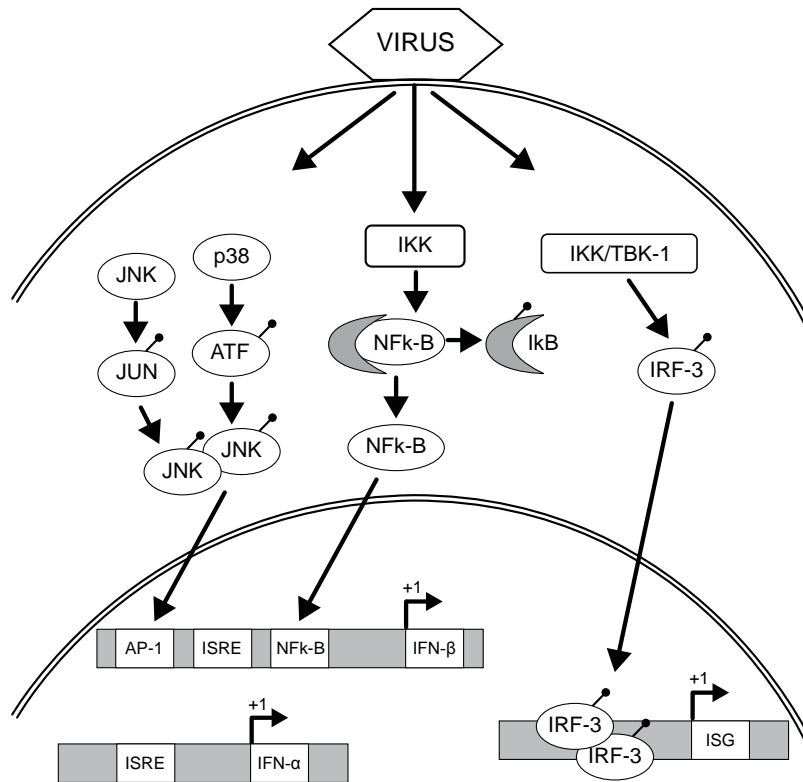 VIRUS
JNK
p38
IKK
IKK/TBK-1
JUN
ATF
NFk-B
IkB
IRF-3
JNK
JNK
NFk-B
+1
AP-1
ISRE
NFk-B
IFN-β
+1
ISRE
IFN-α
+1
IRF-3
IRF-3
ISG